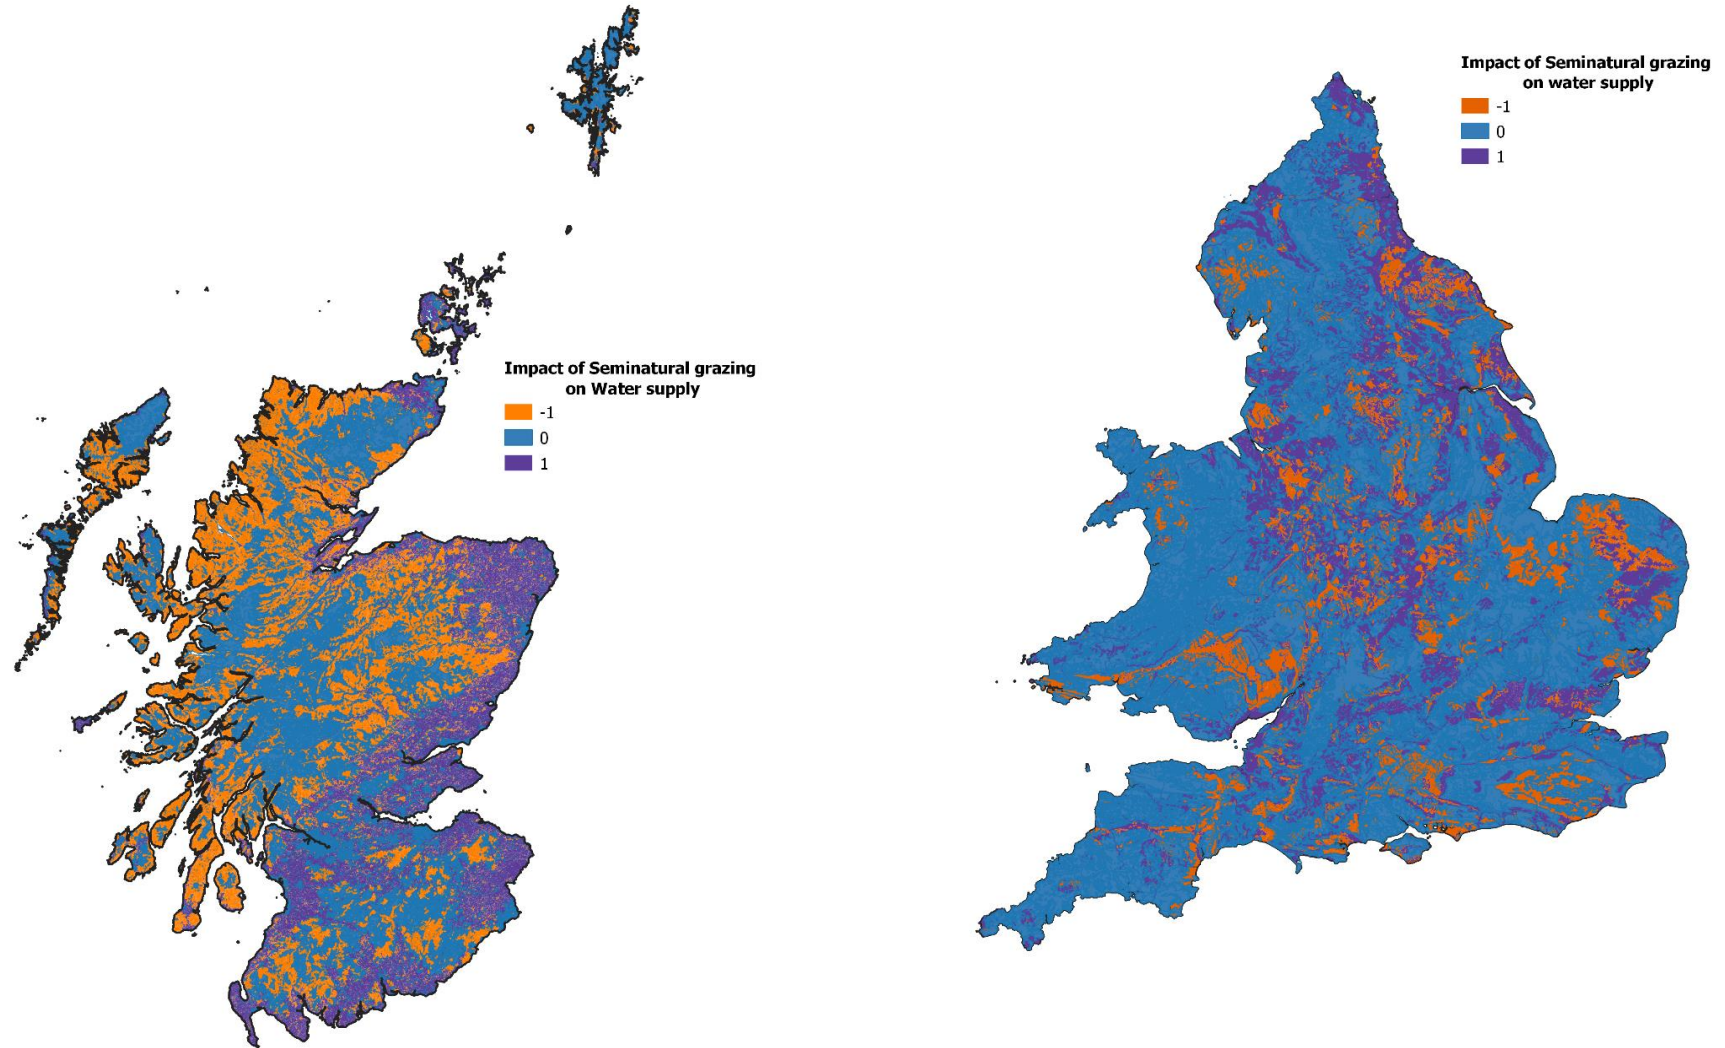 Impact of Seminatural grazing
on Water supply
-1
0
1
Impact of Seminatural grazing
on water supply
-1
0
1